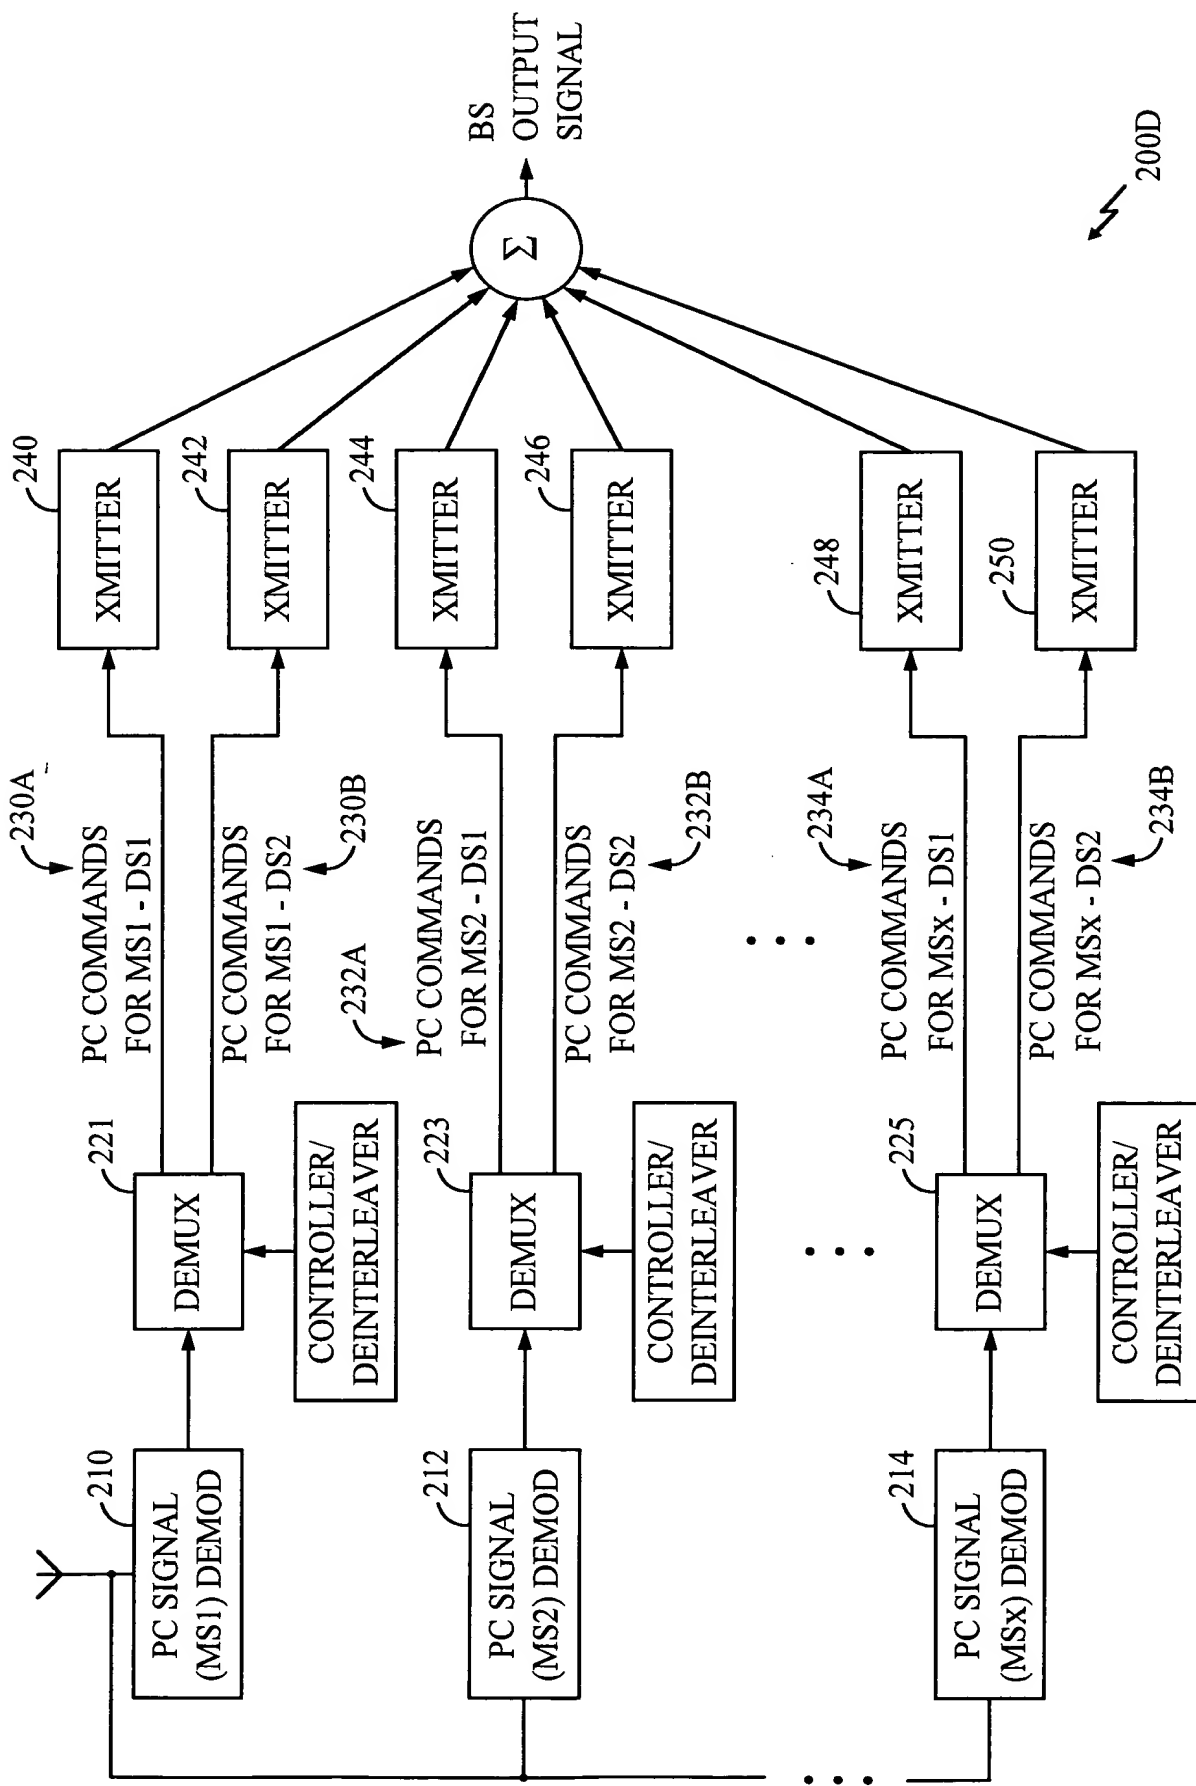 210
PC SIGNAL
(MS1) DEMOD
221
DEMUX
CONTROLLER/
DEINTERLEAVER
230A
PC COMMANDS
FOR MS1 - DS1
PC COMMANDS
FOR MS1 - DS2
230B
240
XMITTER
242
XMITTER
212
PC SIGNAL
(MS2) DEMOD
223
DEMUX
CONTROLLER/
DEINTERLEAVER
232A
PC COMMANDS
FOR MS2 - DS1
PC COMMANDS
FOR MS2 - DS2
232B
244
XMITTER
246
XMITTER
Σ
BS
OUTPUT
SIGNAL
214
PC SIGNAL
(MSx) DEMOD
225
DEMUX
CONTROLLER/
DEINTERLEAVER
234A
PC COMMANDS
FOR MSx - DS1
PC COMMANDS
FOR MSx - DS2
234B
248
XMITTER
250
XMITTER
200D